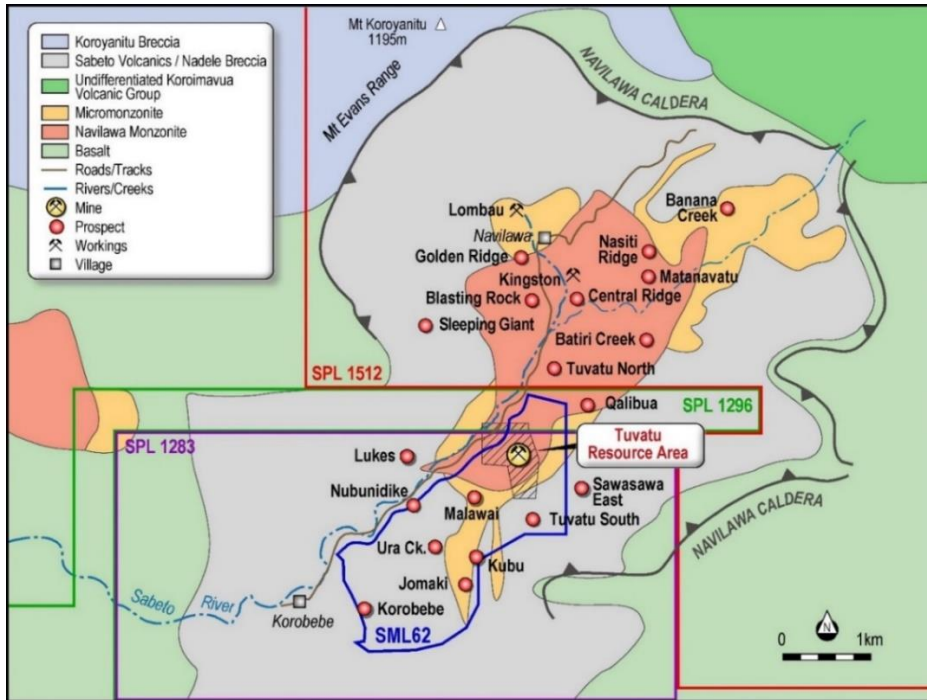 Koroyanitu Breccia
Sabeto Volcanics / Nadele Breccia
Undifferentiated Koroimavua
Volcanic Group
Micromonzonite
Navilawa Monzonite
Basalt
Roads/Tracks
Rivers/Creeks
Mine
Prospect
Workings
Village
Mt Koroyanitu
1195m
Mt Evans Range
NAVILAWA CALDERA
Lombau
Navilawa
Banana
Creek
Golden Ridge
Nasiti
Ridge
Kingston
Matanavatu
Blasting Rock
Central Ridge
Sleeping Giant
Batiri Creek
Tuvatu North
SPL 1512
Qalibua
SPL 1296
SPL 1283
Tuvatu
Resource Area
Lukes
Nubunidike
Malawai
Sawasawa
East
Tuvatu South
NAVILAWA CALDERA
Ura Ck.
Kubu
Jomaki
Sabeto River
Korobebe
Korobebe
SML62
N
0 1km